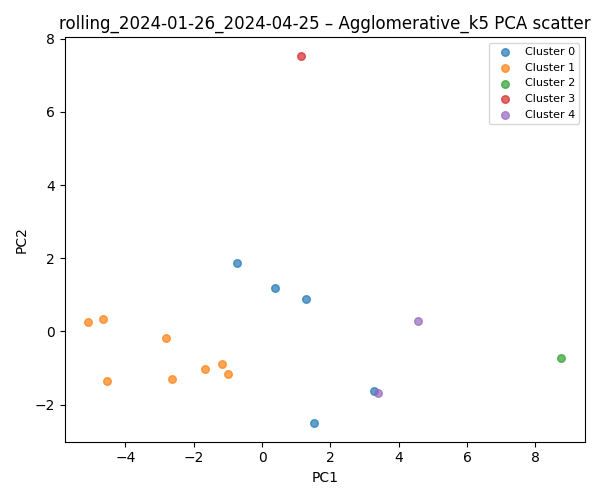 rolling_2024-01-26_2024-04-25 – Agglomerative_k5 PCA scatter
Cluster 0
Cluster 1
Cluster 2
Cluster 3
Cluster 4
8
6
4
2
0
−2
PC2
−4
−2
0
2
4
6
8
PC1